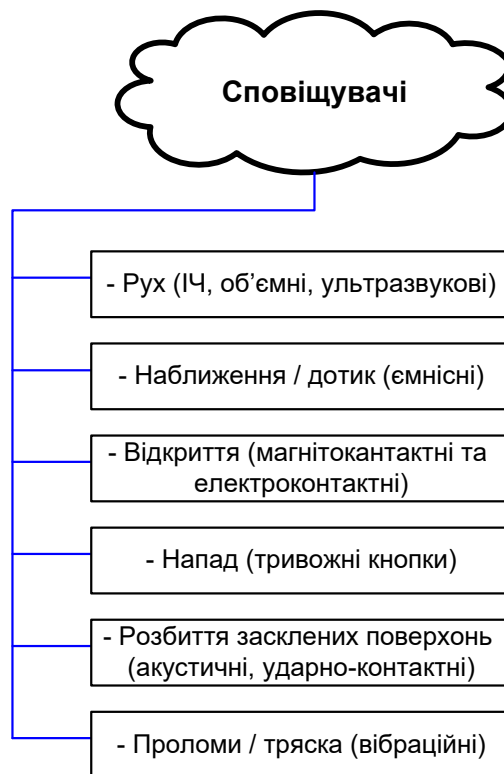 Сповіщувачі
- Рух (ІЧ, об’ємні, ультразвукові)
- Наближення / дотик (ємнісні)
- Відкриття (магнітокантактні та
електроконтактні)
- Напад (тривожні кнопки)
- Розбиття засклених поверхонь
(акустичні, ударно-контактні)
- Проломи / тряска (вібраційні)